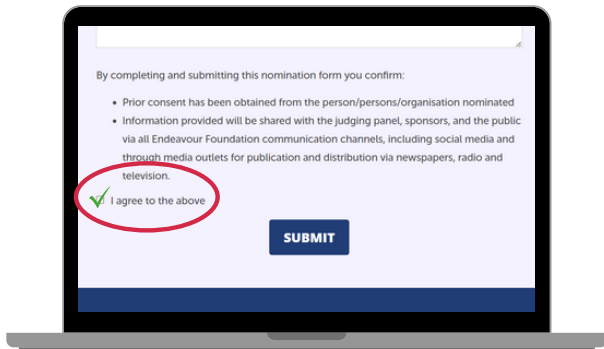 By completing and submitting this nomination form you confirm:
• Prior consent has been obtained from the person/persons/organisation nominated
• Information provided will be shared with the judging panel, sponsors, and the public
via all Endeavour Foundation communication channels, including social media and
through media outlets for publication and distribution via newspapers, radio and
television.
I agree to the above
SUBMIT